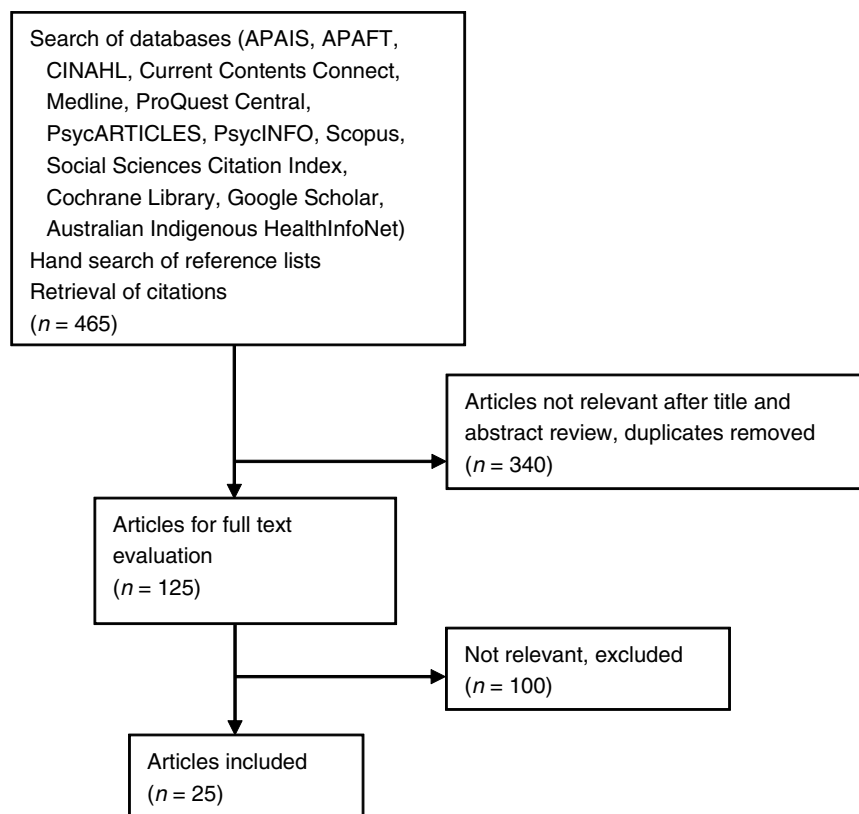 Search of databases (APAIS, APAFT,
CINAHL, Current Contents Connect,
Medline, ProQuest Central,
PsycARTICLES, PsycINFO, Scopus,
Social Sciences Citation Index,
Cochrane Library, Google Scholar,
Australian Indigenous HealthInfoNet)
Hand search of reference lists
Retrieval of citations
(n = 465)
Articles not relevant after title and
abstract review, duplicates removed
(n = 340)
Articles for full text
evaluation
(n = 125)
Not relevant, excluded
(n = 100)
Articles included
(n = 25)